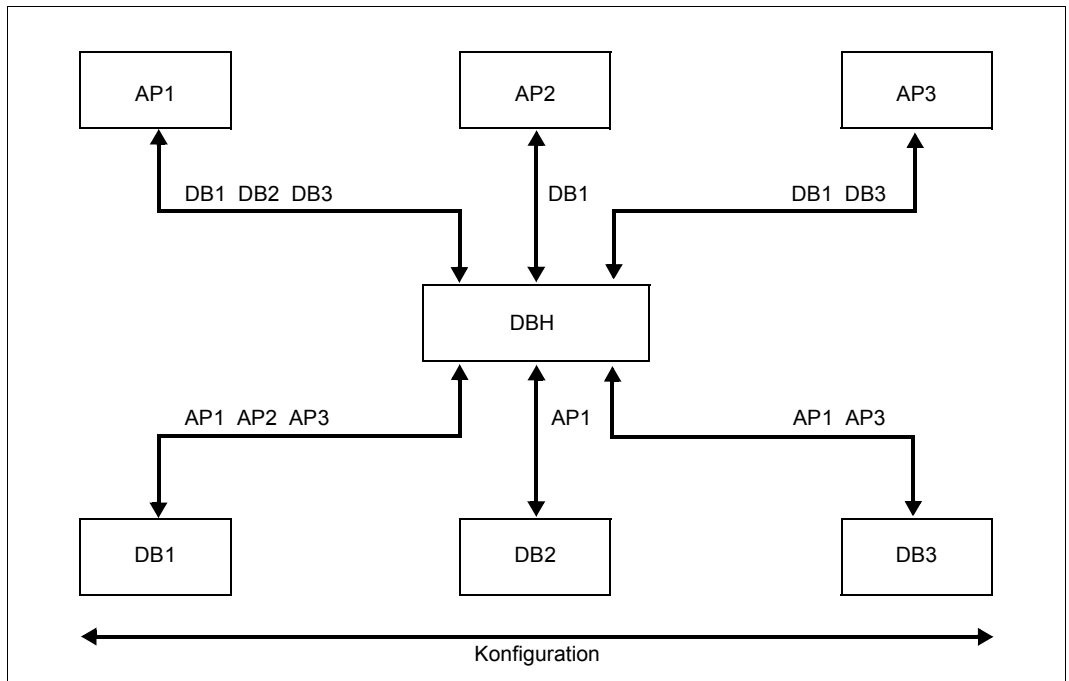 AP1
AP2
AP3
DB1 DB2 DB3
DB1
DB1 DB3
DBH
AP1 AP2 AP3
AP1
AP1 AP3
DB1
DB2
DB3
Konfiguration